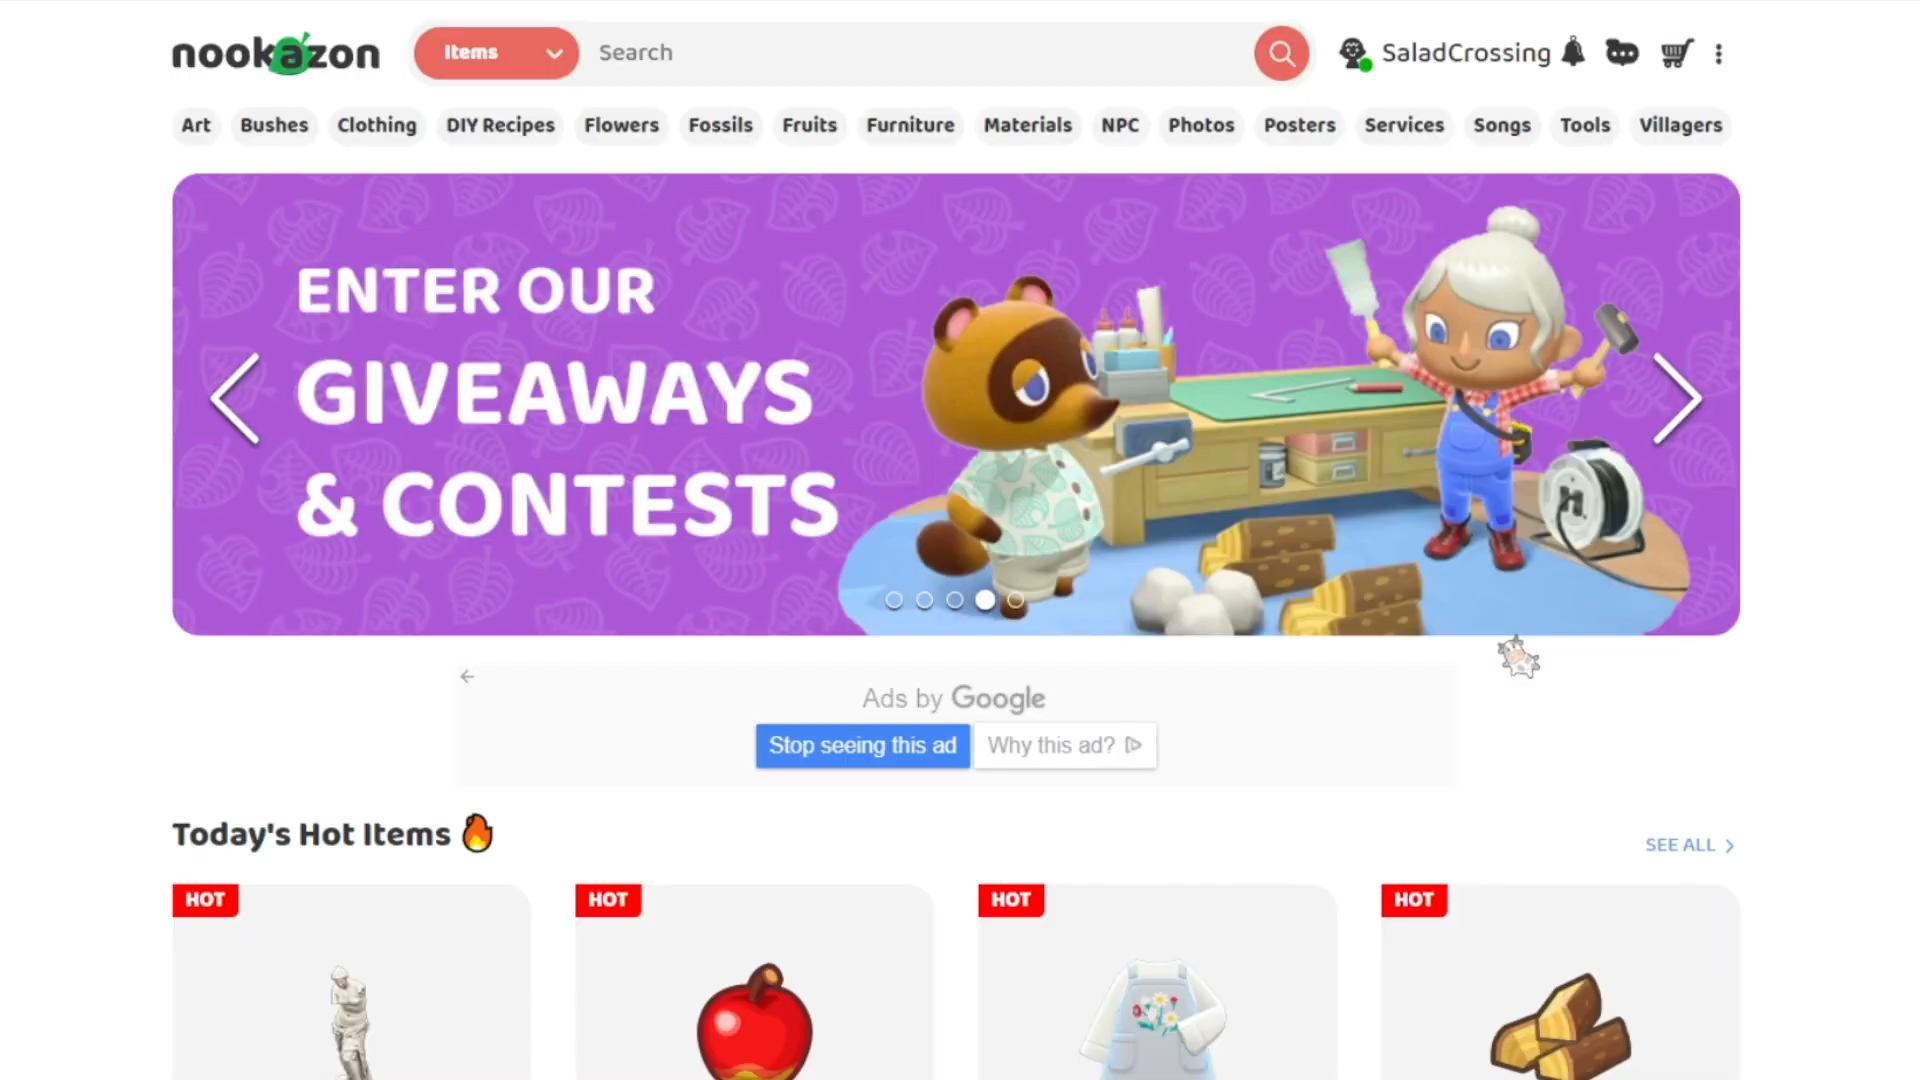 nookazon
Items
Search
SaladCrossing
Art
Bushes
Clothing
DIY Recipes
Flowers
Fossils
Fruits
Furniture
Materials
NPC
Photos
Posters
Services
Songs
Tools
Villagers
ENTER OUR
GIVEAWAYS
& CONTESTS
Ads by Google
Stop seeing this ad
Why this ad?
Today's Hot Items
SEE ALL
HOT
HOT
HOT
HOT